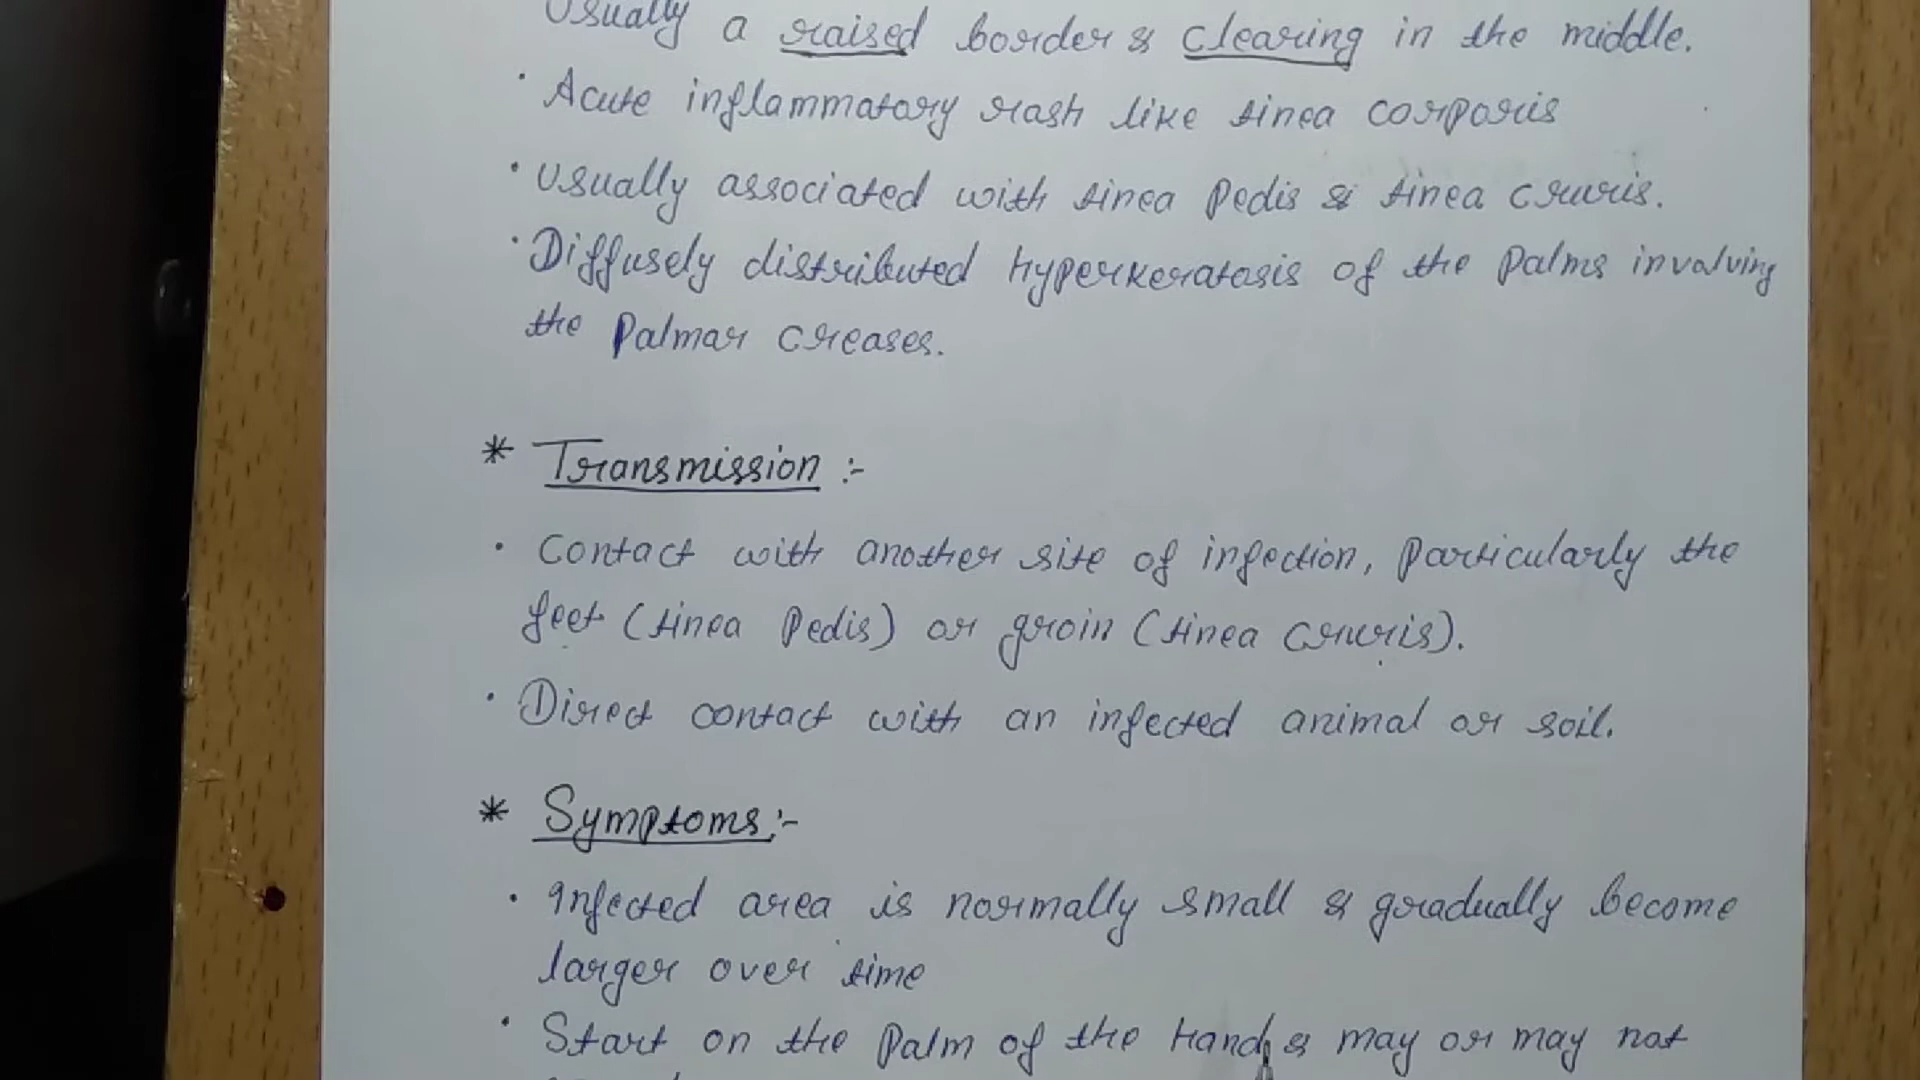 Usually a raised border & clearing in the middle.
· Acute inflammatory rash like tinea corporis
· Usually associated with tinea Pedis & tinea cruris.
· Diffusely distributed hyperkeratosis of the palms involving
the palmar creases.
* Transmission :-
· Contact with another site of infection, particularly the
feet (tinea Pedis) or groin (tinea cruris).
· Direct contact with an infected animal or soil.
* Symptoms:-
· Infected area is normally small & gradually become
larger over time
· Start on the palm of the hand & may or may not